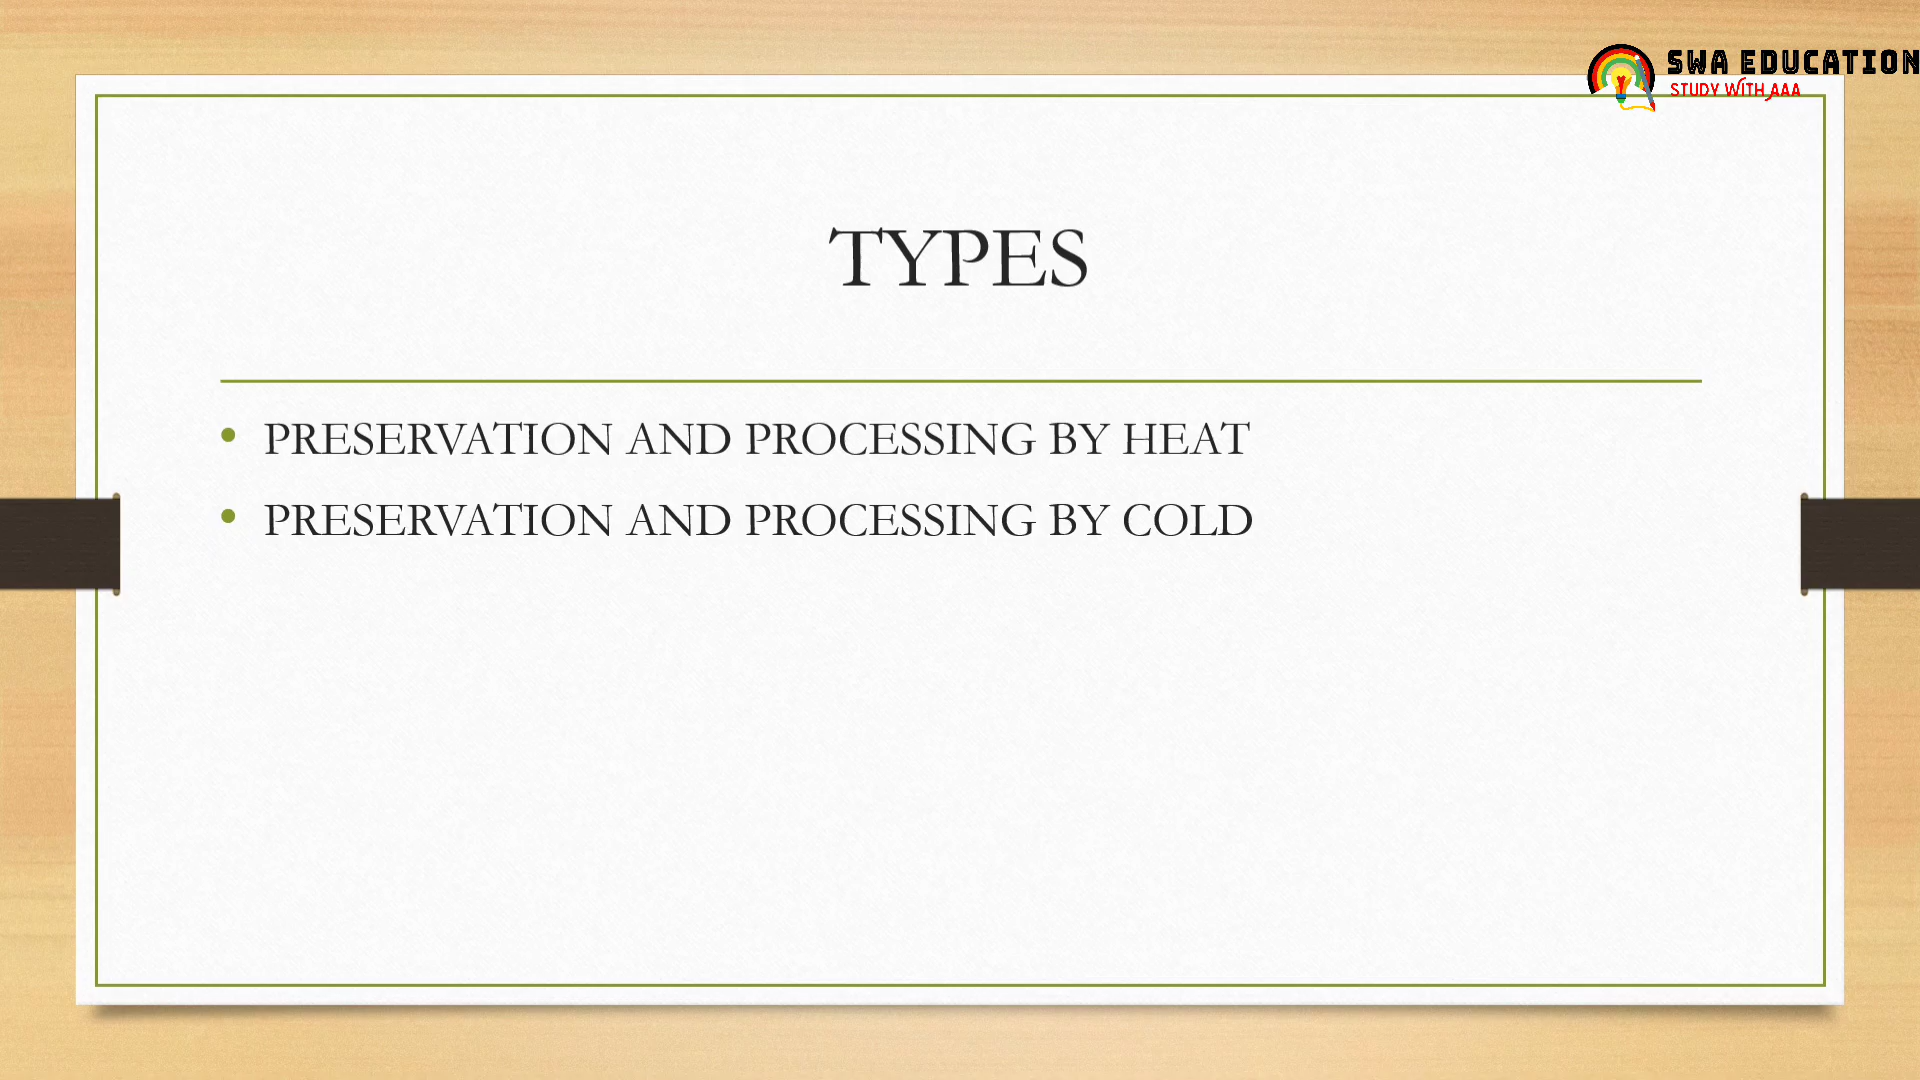 SWA EDUCATION
STUDY WITH AAA
TYPES
• PRESERVATION AND PROCESSING BY HEAT
• PRESERVATION AND PROCESSING BY COLD